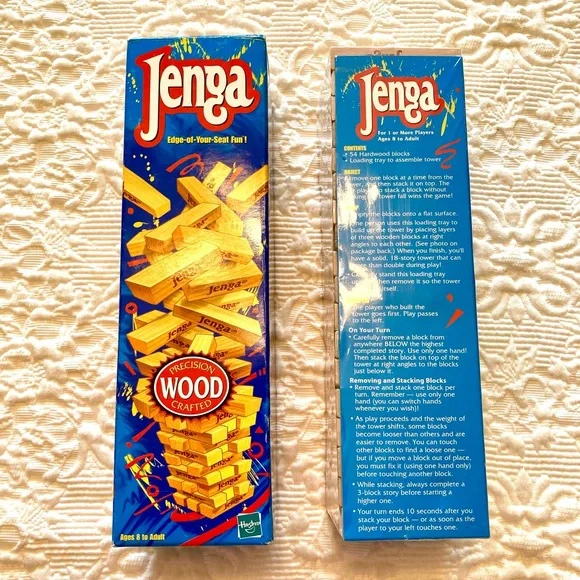 Jenga
Edge-of-Your-Seat Fun!
Jenga
Jenga
Jenga
PRECISION
WOOD
CRAFTED
Jenga
Jenga
Jenga
Jenga
Hasbro
Ages 8 to Adult
Jenga
For 1 or More Players
Ages 8 to Adult
CONTENTS
• 54 Hardwood blocks
• Loading tray to assemble tower
OBJECT
Remove one block at a time from the
tower, and then stack it on top. The
to stack a block without
tower fall wins the game!
the blocks onto a flat surface.
person uses this loading tray to
build up the tower by placing layers
of three wooden blocks at right
angles to each other. (See photo on
package back.) When you finish, you'll
have a solid, 18-story tower that can
more than double during play!
stand this loading tray
then remove it so the tower
itself.
The player who built the
tower goes first. Play passes
to the left.
On Your Turn
• Carefully remove a block from
anywhere BELOW the highest
completed story. Use only one hand!
Then stack the block on top of the
tower at right angles to the blocks
just below it.
Removing and Stacking Blocks
• Remove and stack one block per
turn. Remember — use only one
hand (you can switch hands
whenever you wish)!
• As play proceeds and the weight of
the tower shifts, some blocks
become looser than others and are
easier to remove. You can touch
other blocks to find a loose one —
but if you move a block out of place,
you must fix it (using one hand only)
before touching another block.
• While stacking, always complete a
3-block story before starting a
higher one.
• Your turn ends 10 seconds after you
stack your block — or as soon as the
player to your left touches one.